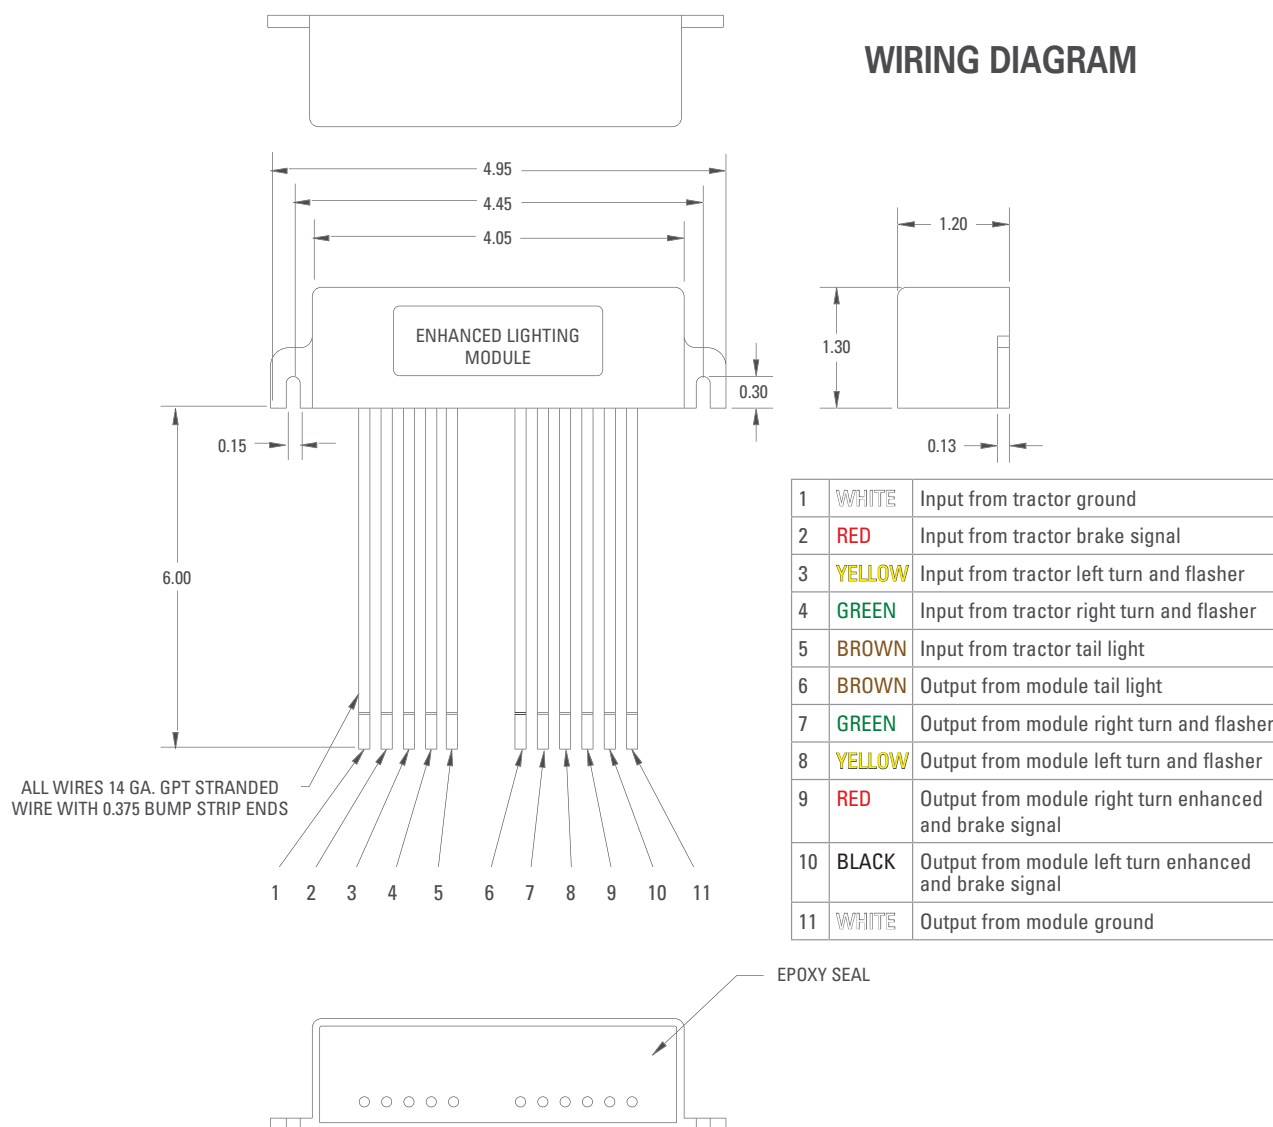 WIRING DIAGRAM
4.95
4.45
4.05
1.20
ENHANCED LIGHTING
MODULE
1.30
0.30
0.15
0.13
6.00
1 WHITE Input from tractor ground
2 RED Input from tractor brake signal
3 YELLOW Input from tractor left turn and flasher
4 GREEN Input from tractor right turn and flasher
5 BROWN Input from tractor tail light
6 BROWN Output from module tail light
7 GREEN Output from module right turn and flasher
8 YELLOW Output from module left turn and flasher
9 RED Output from module right turn enhanced
and brake signal
10 BLACK Output from module left turn enhanced
and brake signal
11 WHITE Output from module ground
ALL WIRES 14 GA. GPT STRANDED
WIRE WITH 0.375 BUMP STRIP ENDS
1 2 3 4 5 6 7 8 9 10 11
EPOXY SEAL